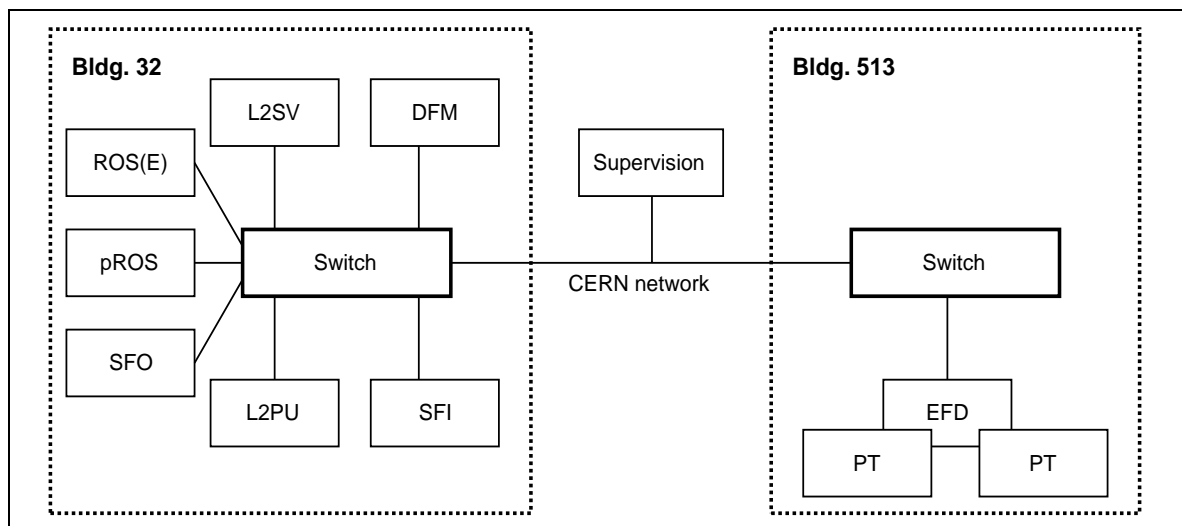 Bldg. 32
Bldg. 513
L2SV
DFM
ROS(E)
Supervision
pROS
Switch
Switch
CERN network
SFO
L2PU
SFI
EFD
PT
PT